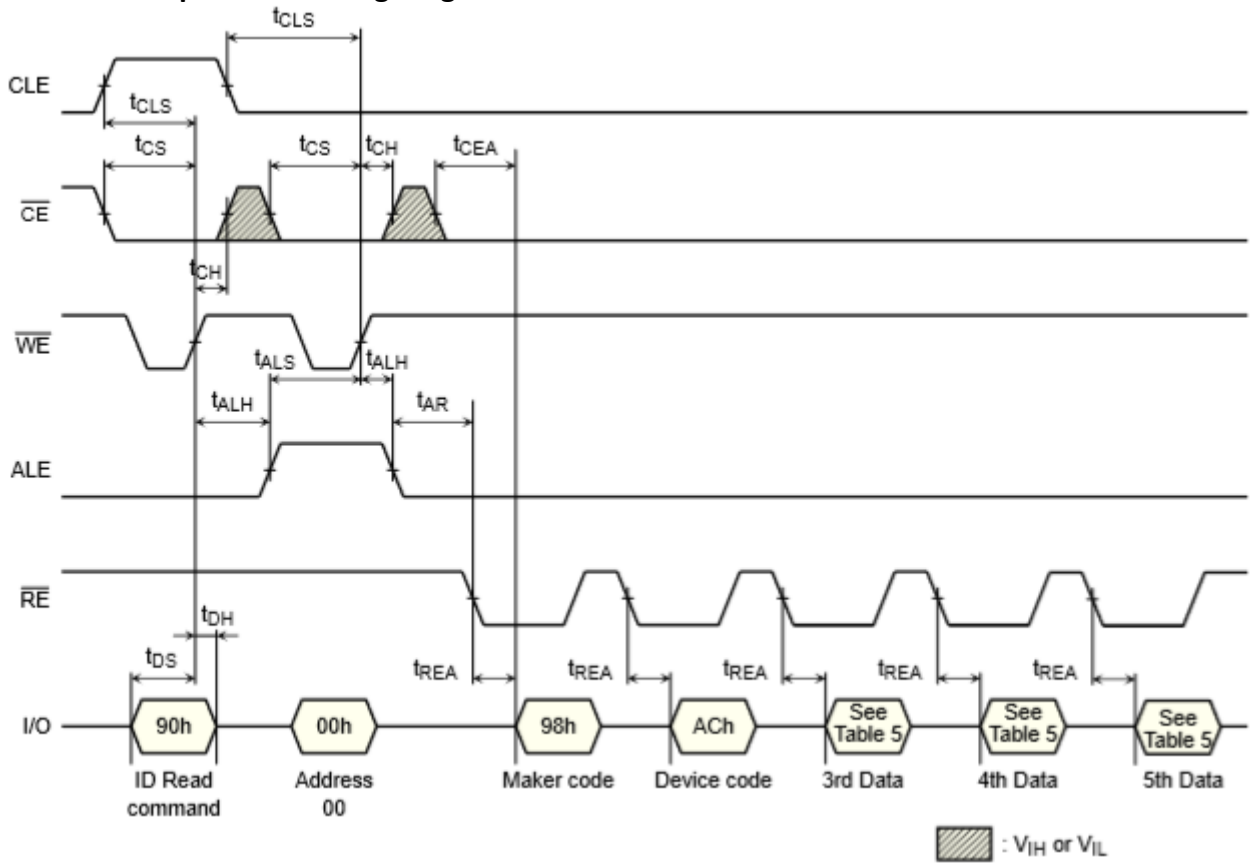 tCLS
CLE
tCLS
tCS tCS tCH tCEA
CE
tCH
WE
tALS tALH
tALH tAR
ALE
RE
tDH
tDS tREA tREA tREA tREA tREA
I/O 90h 00h 98h ACh See Table 5 See Table 5 See Table 5
ID Read command Address 00 Maker code Device code 3rd Data 4th Data 5th Data
: VIH or VIL